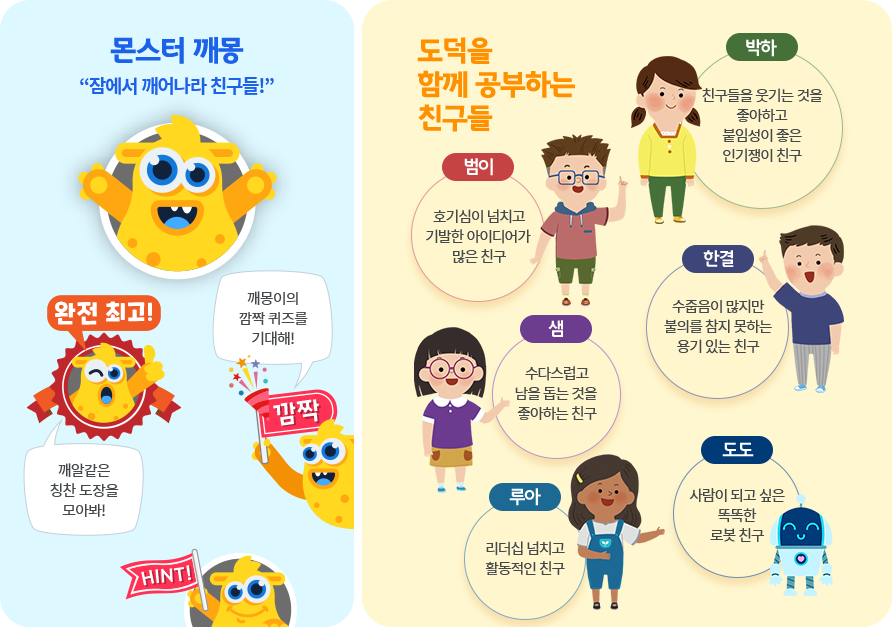 몬스터 깨몽
“잠에서 깨어나라 친구들!”
완전 최고!
깨몽이의
깜짝 퀴즈를
기대해!
깜짝
깨알같은
칭찬 도장을
모아봐!
HINT!
도덕을
함께 공부하는
친구들
박하
친구들을 웃기는 것을
좋아하고
붙임성이 좋은
인기쟁이 친구
범이
호기심이 넘치고
기발한 아이디어가
많은 친구
한결
수줍음이 많지만
불의를 참지 못하는
용기 있는 친구
샘
수다스럽고
남을 돕는 것을
좋아하는 친구
도도
사람이 되고 싶은
똑똑한
로봇 친구
루아
리더십 넘치고
활동적인 친구